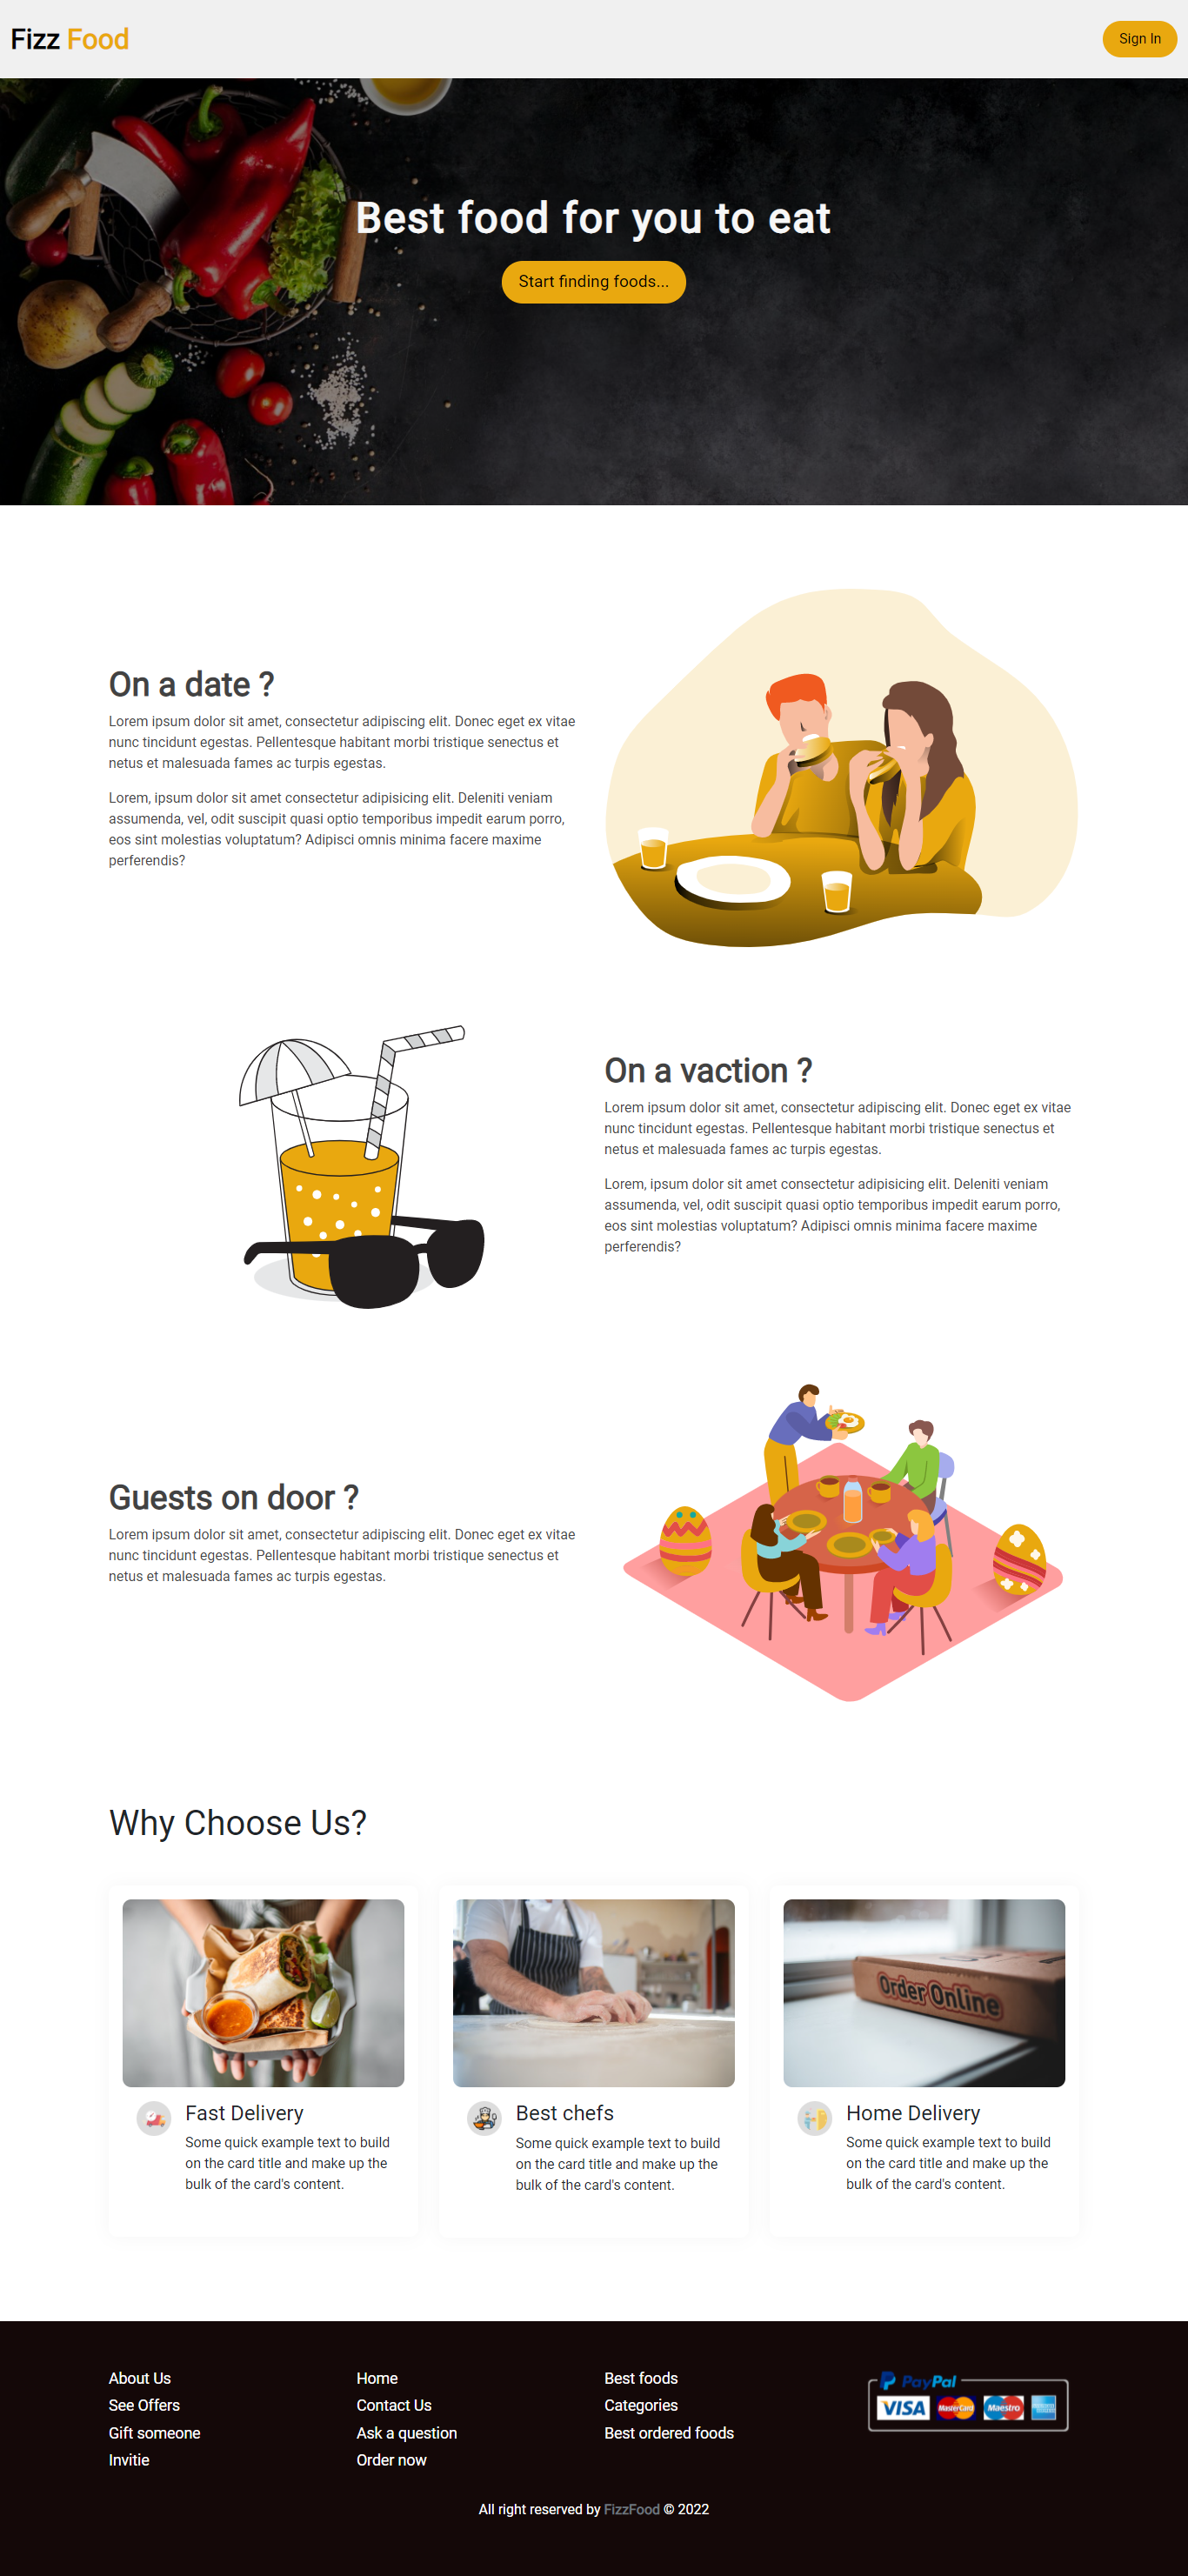 Fizz Food
Sign In
Best food for you to eat
Start finding foods...
On a date ?
Lorem ipsum dolor sit amet, consectetur adipiscing elit. Donec eget ex vitae
nunc tincidunt egestas. Pellentesque habitant morbi tristique senectus et
netus et malesuada fames ac turpis egestas.
Lorem, ipsum dolor sit amet consectetur adipisicing elit. Deleniti veniam
assumenda, vel, odit suscipit quasi optio temporibus impedit earum porro,
eos sint molestias voluptatum? Adipisci omnis minima facere maxime
perferendis?
On a vaction ?
Lorem ipsum dolor sit amet, consectetur adipiscing elit. Donec eget ex vitae
nunc tincidunt egestas. Pellentesque habitant morbi tristique senectus et
netus et malesuada fames ac turpis egestas.
Lorem, ipsum dolor sit amet consectetur adipisicing elit. Deleniti veniam
assumenda, vel, odit suscipit quasi optio temporibus impedit earum porro,
eos sint molestias voluptatum? Adipisci omnis minima facere maxime
perferendis?
Guests on door ?
Lorem ipsum dolor sit amet, consectetur adipiscing elit. Donec eget ex vitae
nunc tincidunt egestas. Pellentesque habitant morbi tristique senectus et
netus et malesuada fames ac turpis egestas.
Why Choose Us?
Order Online
Fast Delivery
Some quick example text to build
on the card title and make up the
bulk of the card's content.
Best chefs
Some quick example text to build
on the card title and make up the
bulk of the card's content.
Home Delivery
Some quick example text to build
on the card title and make up the
bulk of the card's content.
About Us
See Offers
Gift someone
Invitie
Home
Contact Us
Ask a question
Order now
Best foods
Categories
Best ordered foods
PayPal
VISA MasterCard Maestro
All right reserved by FizzFood © 2022